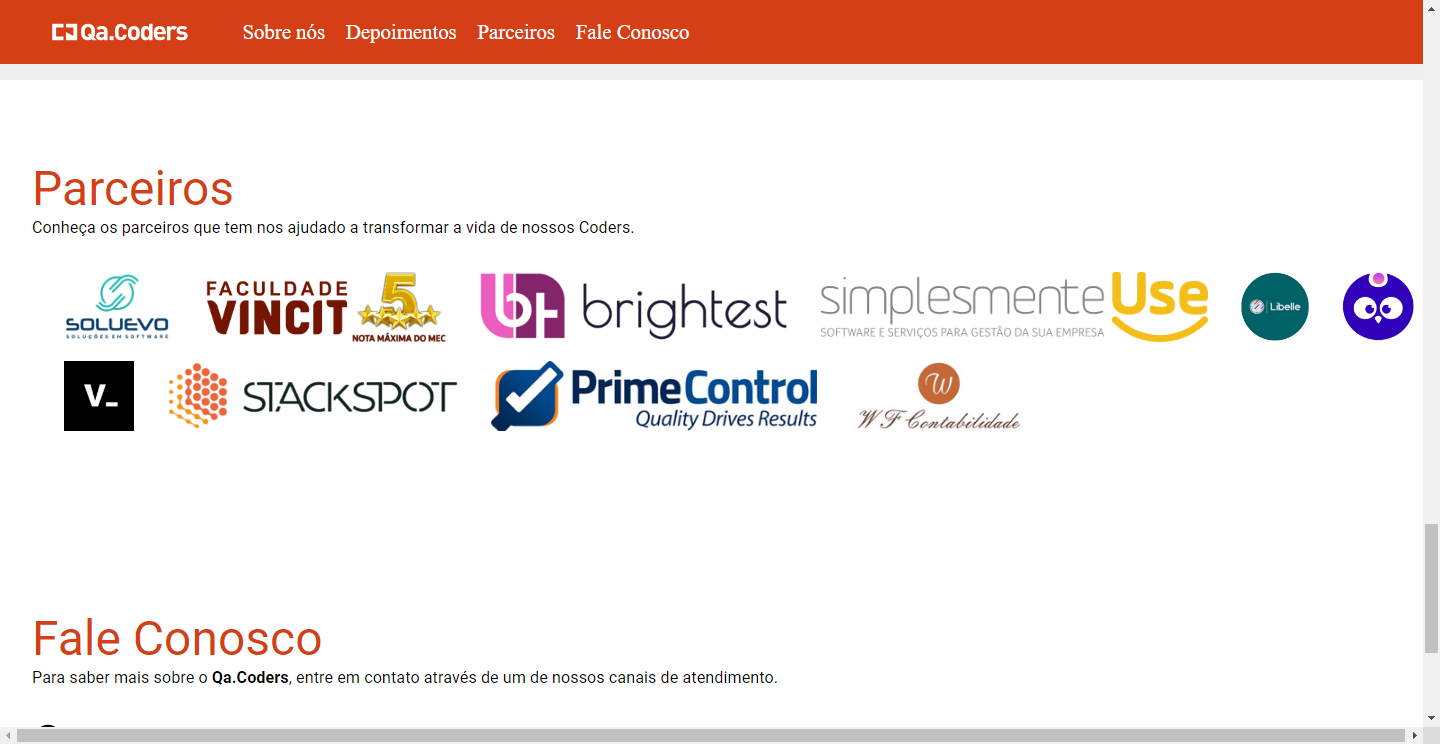 Qa.Coders Sobre nós Depoimentos Parceiros Fale Conosco
Parceiros
Conheça os parceiros que tem nos ajudado a transformar a vida de nossos Coders.
SOLUEVO
SOLUÇÕES EM SOFTWARE
FACULDADE
VINCIT
5
NOTA MÁXIMA DO MEC
brightest
simplesmente Use
SOFTWARE E SERVIÇOS PARA GESTÃO DA SUA EMPRESA
Libelle
V_
STACKSPOT
PrimeControl
Quality Drives Results
W
WF Contabilidade
Fale Conosco
Para saber mais sobre o Qa.Coders, entre em contato através de um de nossos canais de atendimento.